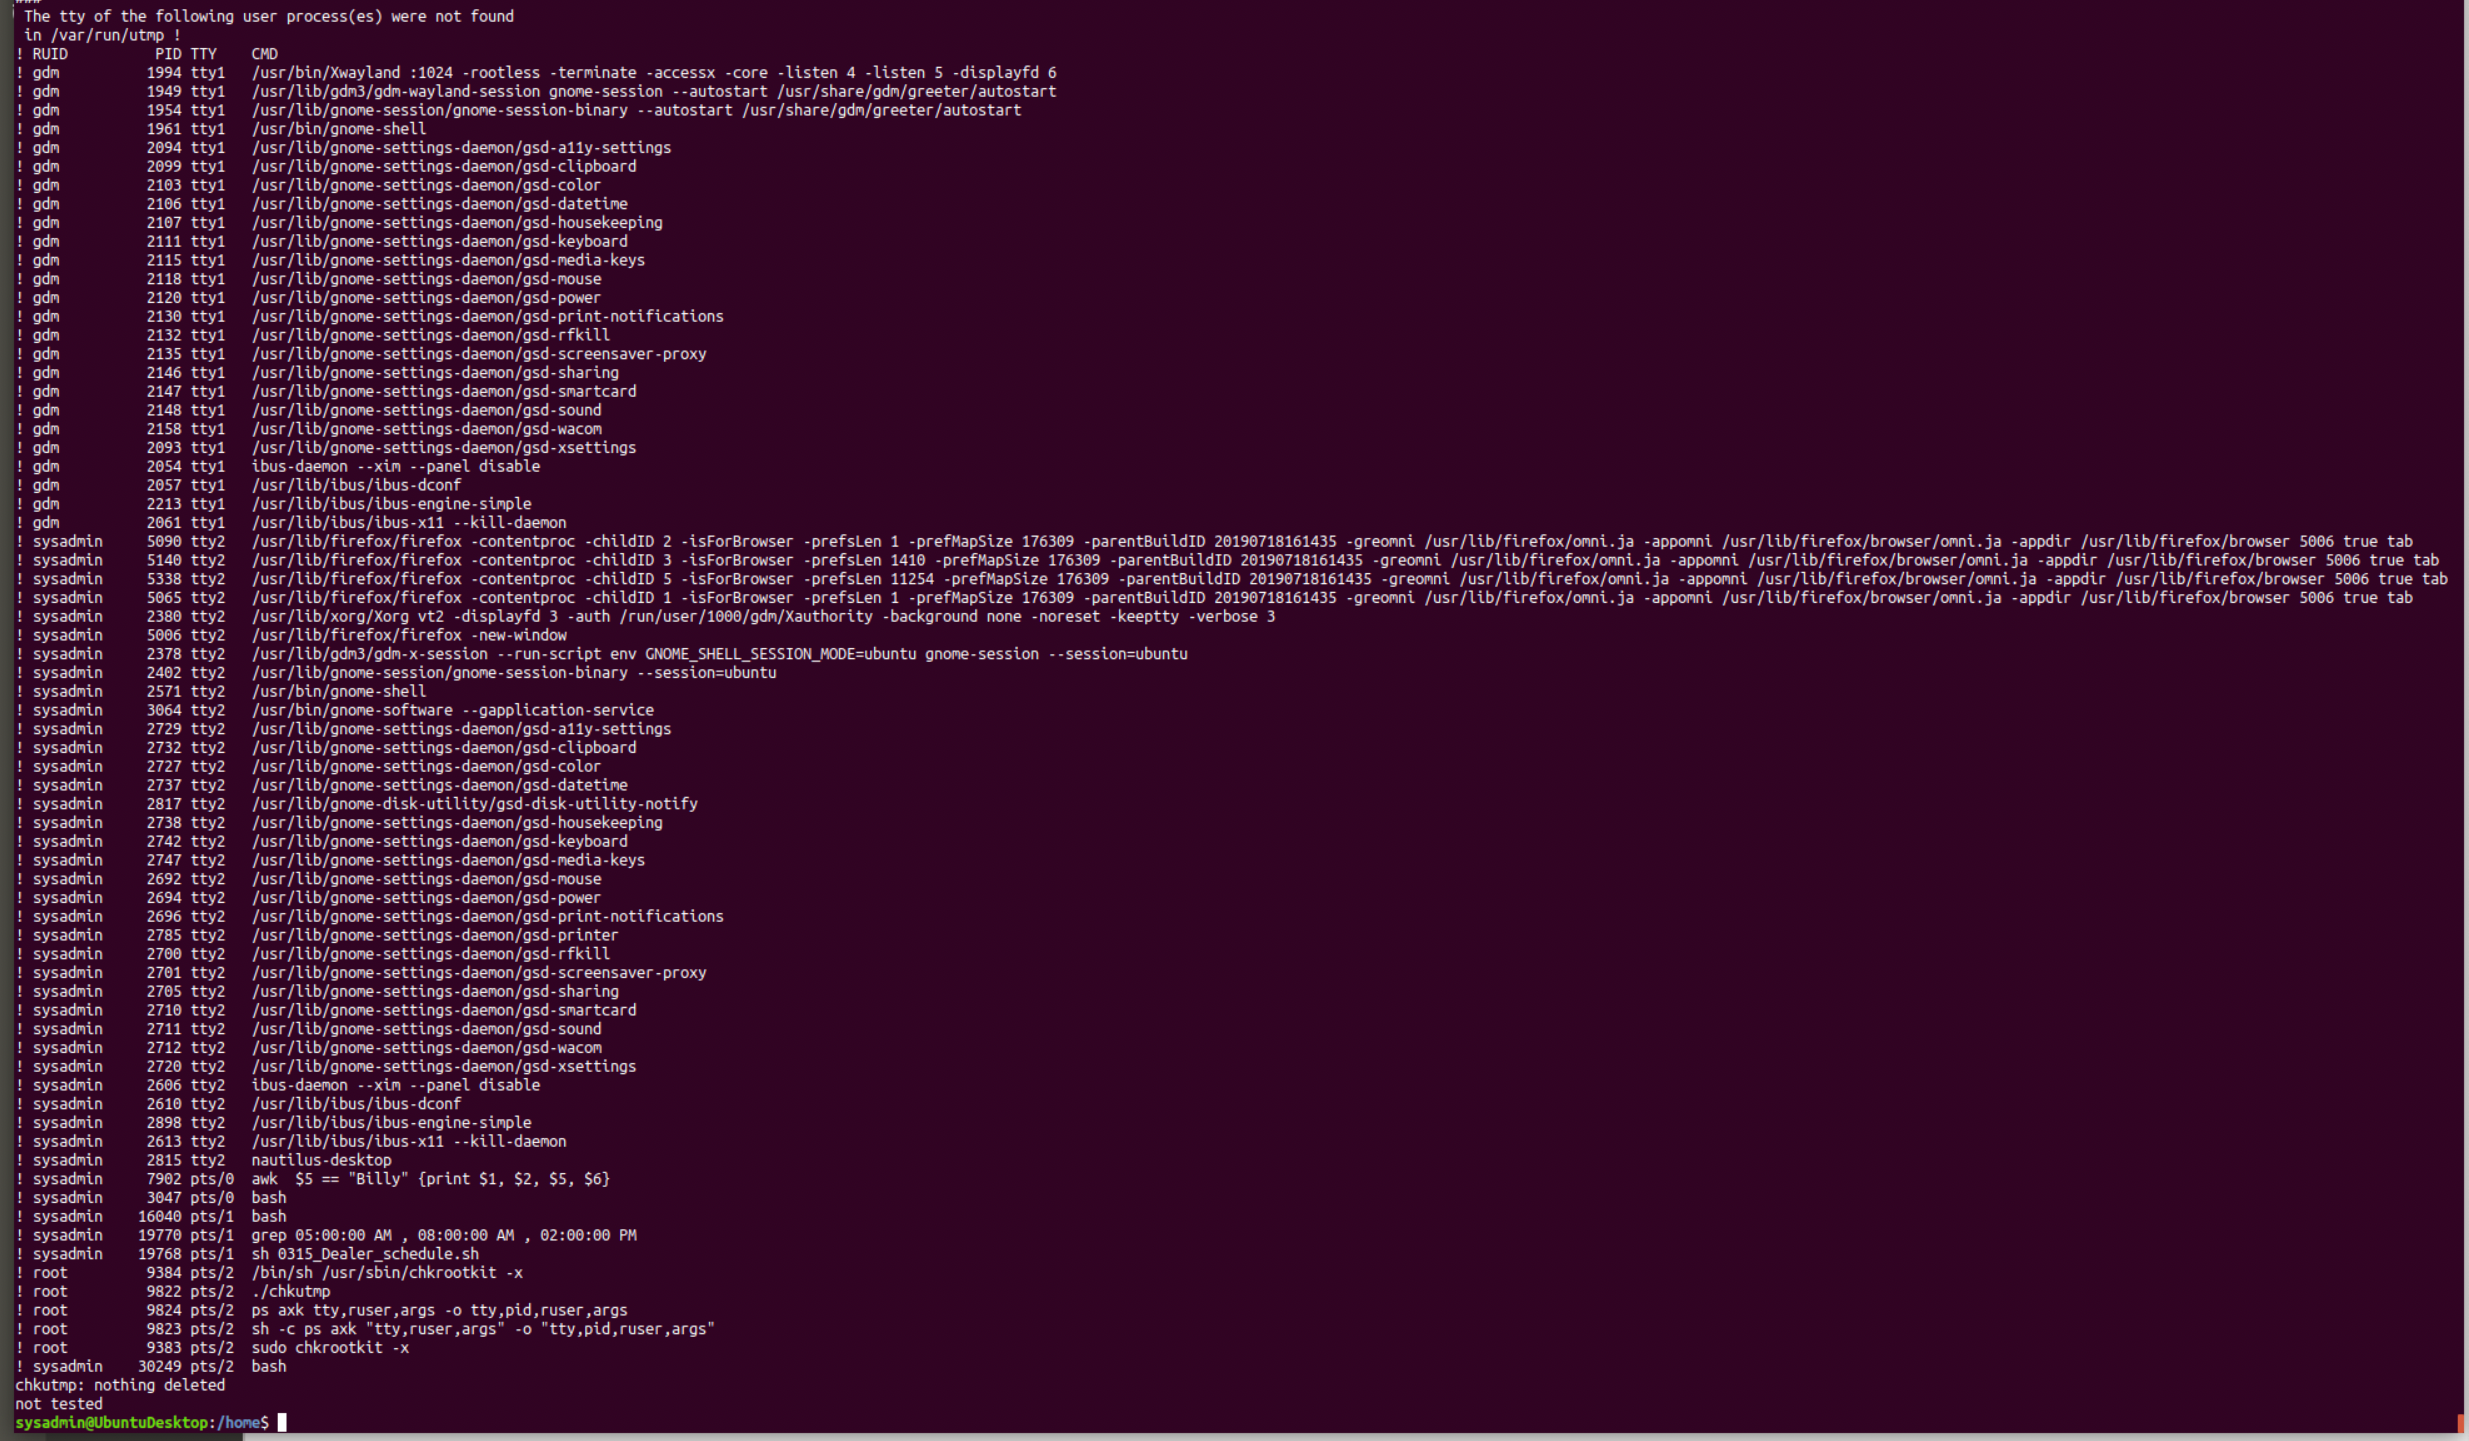 The tty of the following user process(es) were not found
in /var/run/utmp !
! RUID          PID TTY    CMD
! gdm          1994 tty1   /usr/bin/Xwayland :1024 -rootless -terminate -accessx -core -listen 4 -listen 5 -displayfd 6
! gdm          1949 tty1   /usr/lib/gdm3/gdm-wayland-session gnome-session --autostart /usr/share/gdm/greeter/autostart
! gdm          1954 tty1   /usr/lib/gnome-session/gnome-session-binary --autostart /usr/share/gdm/greeter/autostart
! gdm          1961 tty1   /usr/bin/gnome-shell
! gdm          2094 tty1   /usr/lib/gnome-settings-daemon/gsd-a11y-settings
! gdm          2099 tty1   /usr/lib/gnome-settings-daemon/gsd-clipboard
! gdm          2103 tty1   /usr/lib/gnome-settings-daemon/gsd-color
! gdm          2106 tty1   /usr/lib/gnome-settings-daemon/gsd-datetime
! gdm          2107 tty1   /usr/lib/gnome-settings-daemon/gsd-housekeeping
! gdm          2111 tty1   /usr/lib/gnome-settings-daemon/gsd-keyboard
! gdm          2115 tty1   /usr/lib/gnome-settings-daemon/gsd-media-keys
! gdm          2118 tty1   /usr/lib/gnome-settings-daemon/gsd-mouse
! gdm          2120 tty1   /usr/lib/gnome-settings-daemon/gsd-power
! gdm          2130 tty1   /usr/lib/gnome-settings-daemon/gsd-print-notifications
! gdm          2132 tty1   /usr/lib/gnome-settings-daemon/gsd-rfkill
! gdm          2135 tty1   /usr/lib/gnome-settings-daemon/gsd-screensaver-proxy
! gdm          2146 tty1   /usr/lib/gnome-settings-daemon/gsd-sharing
! gdm          2147 tty1   /usr/lib/gnome-settings-daemon/gsd-smartcard
! gdm          2148 tty1   /usr/lib/gnome-settings-daemon/gsd-sound
! gdm          2158 tty1   /usr/lib/gnome-settings-daemon/gsd-wacom
! gdm          2093 tty1   /usr/lib/gnome-settings-daemon/gsd-xsettings
! gdm          2054 tty1   ibus-daemon --xim --panel disable
! gdm          2057 tty1   /usr/lib/ibus/ibus-dconf
! gdm          2213 tty1   /usr/lib/ibus/ibus-engine-simple
! gdm          2061 tty1   /usr/lib/ibus/ibus-x11 --kill-daemon
! sysadmin     5090 tty2   /usr/lib/firefox/firefox -contentproc -childID 2 -isForBrowser -prefsLen 1 -prefMapSize 176309 -parentBuildID 20190718161435 -greomni /usr/lib/firefox/omni.ja -appomni /usr/lib/firefox/browser/omni.ja -appdir /usr/lib/firefox/browser 5006 true tab
! sysadmin     5140 tty2   /usr/lib/firefox/firefox -contentproc -childID 3 -isForBrowser -prefsLen 1410 -prefMapSize 176309 -parentBuildID 20190718161435 -greomni /usr/lib/firefox/omni.ja -appomni /usr/lib/firefox/browser/omni.ja -appdir /usr/lib/firefox/browser 5006 true tab
! sysadmin     5338 tty2   /usr/lib/firefox/firefox -contentproc -childID 5 -isForBrowser -prefsLen 11254 -prefMapSize 176309 -parentBuildID 20190718161435 -greomni /usr/lib/firefox/omni.ja -appomni /usr/lib/firefox/browser/omni.ja -appdir /usr/lib/firefox/browser 5006 true tab
! sysadmin     5065 tty2   /usr/lib/firefox/firefox -contentproc -childID 1 -isForBrowser -prefsLen 1 -prefMapSize 176309 -parentBuildID 20190718161435 -greomni /usr/lib/firefox/omni.ja -appomni /usr/lib/firefox/browser/omni.ja -appdir /usr/lib/firefox/browser 5006 true tab
! sysadmin     2380 tty2   /usr/lib/xorg/Xorg vt2 -displayfd 3 -auth /run/user/1000/gdm/Xauthority -background none -noreset -keeptty -verbose 3
! sysadmin     5006 tty2   /usr/lib/firefox/firefox -new-window
! sysadmin     2378 tty2   /usr/lib/gdm3/gdm-x-session --run-script env GNOME_SHELL_SESSION_MODE=ubuntu gnome-session --session=ubuntu
! sysadmin     2402 tty2   /usr/lib/gnome-session/gnome-session-binary --session=ubuntu
! sysadmin     2571 tty2   /usr/bin/gnome-shell
! sysadmin     3064 tty2   /usr/bin/gnome-software --gapplication-service
! sysadmin     2729 tty2   /usr/lib/gnome-settings-daemon/gsd-a11y-settings
! sysadmin     2732 tty2   /usr/lib/gnome-settings-daemon/gsd-clipboard
! sysadmin     2727 tty2   /usr/lib/gnome-settings-daemon/gsd-color
! sysadmin     2737 tty2   /usr/lib/gnome-settings-daemon/gsd-datetime
! sysadmin     2817 tty2   /usr/lib/gnome-disk-utility/gsd-disk-utility-notify
! sysadmin     2738 tty2   /usr/lib/gnome-settings-daemon/gsd-housekeeping
! sysadmin     2742 tty2   /usr/lib/gnome-settings-daemon/gsd-keyboard
! sysadmin     2747 tty2   /usr/lib/gnome-settings-daemon/gsd-media-keys
! sysadmin     2692 tty2   /usr/lib/gnome-settings-daemon/gsd-mouse
! sysadmin     2694 tty2   /usr/lib/gnome-settings-daemon/gsd-power
! sysadmin     2696 tty2   /usr/lib/gnome-settings-daemon/gsd-print-notifications
! sysadmin     2785 tty2   /usr/lib/gnome-settings-daemon/gsd-printer
! sysadmin     2700 tty2   /usr/lib/gnome-settings-daemon/gsd-rfkill
! sysadmin     2701 tty2   /usr/lib/gnome-settings-daemon/gsd-screensaver-proxy
! sysadmin     2705 tty2   /usr/lib/gnome-settings-daemon/gsd-sharing
! sysadmin     2710 tty2   /usr/lib/gnome-settings-daemon/gsd-smartcard
! sysadmin     2711 tty2   /usr/lib/gnome-settings-daemon/gsd-sound
! sysadmin     2712 tty2   /usr/lib/gnome-settings-daemon/gsd-wacom
! sysadmin     2720 tty2   /usr/lib/gnome-settings-daemon/gsd-xsettings
! sysadmin     2606 tty2   ibus-daemon --xim --panel disable
! sysadmin     2610 tty2   /usr/lib/ibus/ibus-dconf
! sysadmin     2898 tty2   /usr/lib/ibus/ibus-engine-simple
! sysadmin     2613 tty2   /usr/lib/ibus/ibus-x11 --kill-daemon
! sysadmin     2815 tty2   nautilus-desktop
! sysadmin     7902 pts/0  awk  $5 == "Billy" {print $1, $2, $5, $6}
! sysadmin     3047 pts/0  bash
! sysadmin    16040 pts/1  bash
! sysadmin    19770 pts/1  grep 05:00:00 AM , 08:00:00 AM , 02:00:00 PM
! sysadmin    19768 pts/1  sh 0315_Dealer_schedule.sh
! root         9384 pts/2  /bin/sh /usr/sbin/chkrootkit -x
! root         9822 pts/2  ./chkutmp
! root         9824 pts/2  ps axk tty,ruser,args -o tty,pid,ruser,args
! root         9823 pts/2  sh -c ps axk "tty,ruser,args" -o "tty,pid,ruser,args"
! root         9383 pts/2  sudo chkrootkit -x
! sysadmin    30249 pts/2  bash
chkutmp: nothing deleted
not tested
sysadmin@UbuntuDesktop:/home$